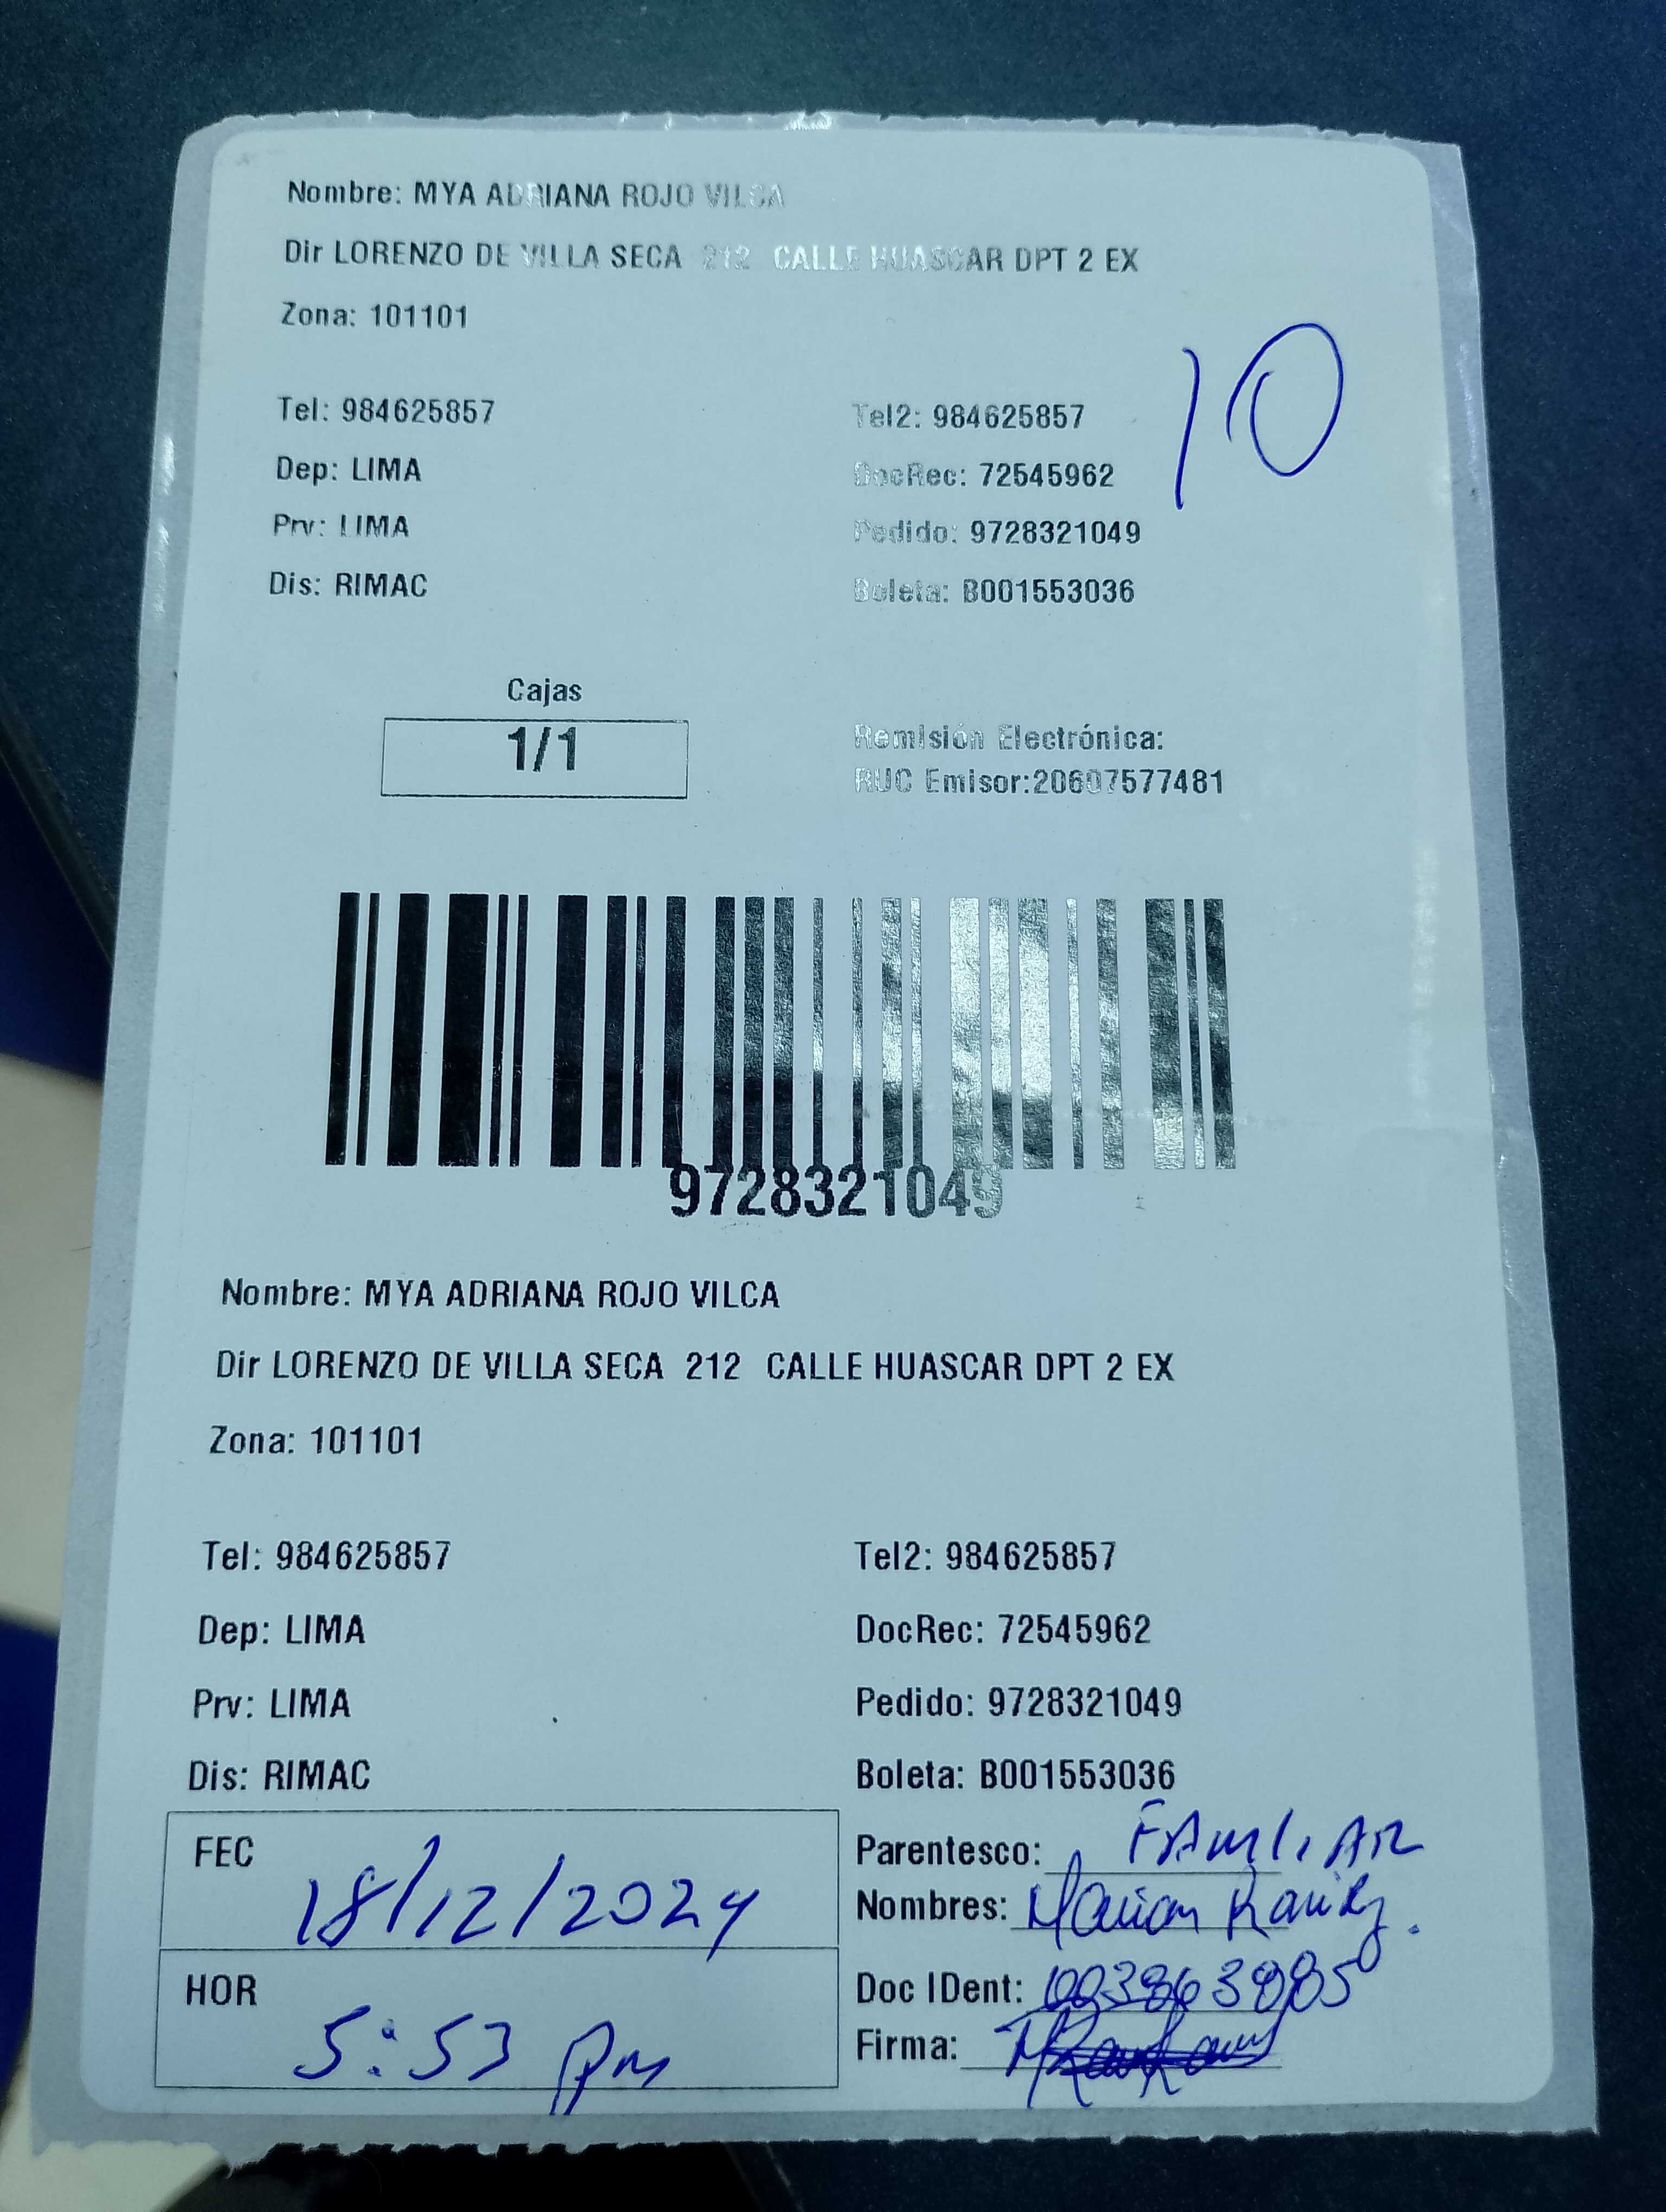 Nombre: MYA ADRIANA ROJO VILCA
Dir LORENZO DE VILLA SECA 212 CALLE HUASCAR DPT 2 EX
Zona: 101101
10
Tel: 984625857 Tel2: 984625857
Dep: LIMA DocRec: 72545962
Prv: LIMA Pedido: 9728321049
Dis: RIMAC Boleta: B001553036
Cajas
1/1
Remisión Electrónica:
RUC Emisor:20607577481
9728321049
Nombre: MYA ADRIANA ROJO VILCA
Dir LORENZO DE VILLA SECA 212 CALLE HUASCAR DPT 2 EX
Zona: 101101
Tel: 984625857 Tel2: 984625857
Dep: LIMA DocRec: 72545962
Prv: LIMA Pedido: 9728321049
Dis: RIMAC Boleta: B001553036
FEC 18/12/2024
Parentesco: FAMILIAR
Nombres:
HOR 5:53 pm
Doc IDent:
Firma: